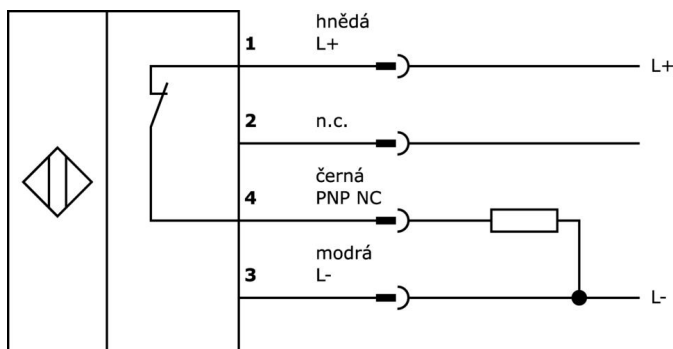 hnědá
1 L+ L+
2 n.c.
černá
4 PNP NC
modrá
3 L- L-